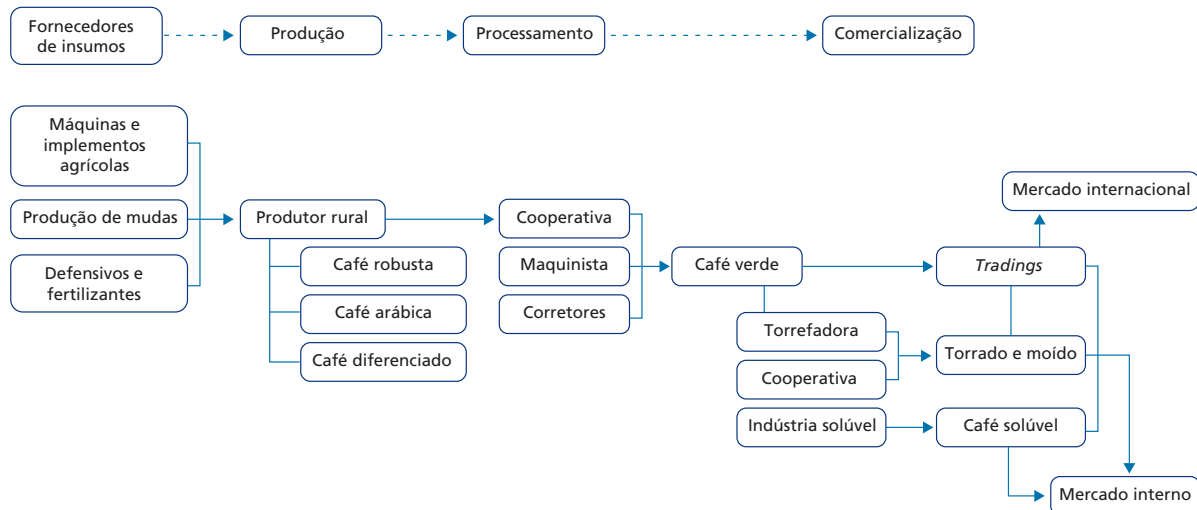 Fornecedores
de insumos
Produção
Processamento
Comercialização
Máquinas e
implementos
agrícolas
Produção de mudas
Defensivos e
fertilizantes
Produtor rural
Café robusta
Café arábica
Café diferenciado
Cooperativa
Maquinista
Corretores
Café verde
Torrefadora
Cooperativa
Indústria solúvel
Mercado internacional
Tradings
Torrado e moído
Café solúvel
Mercado interno